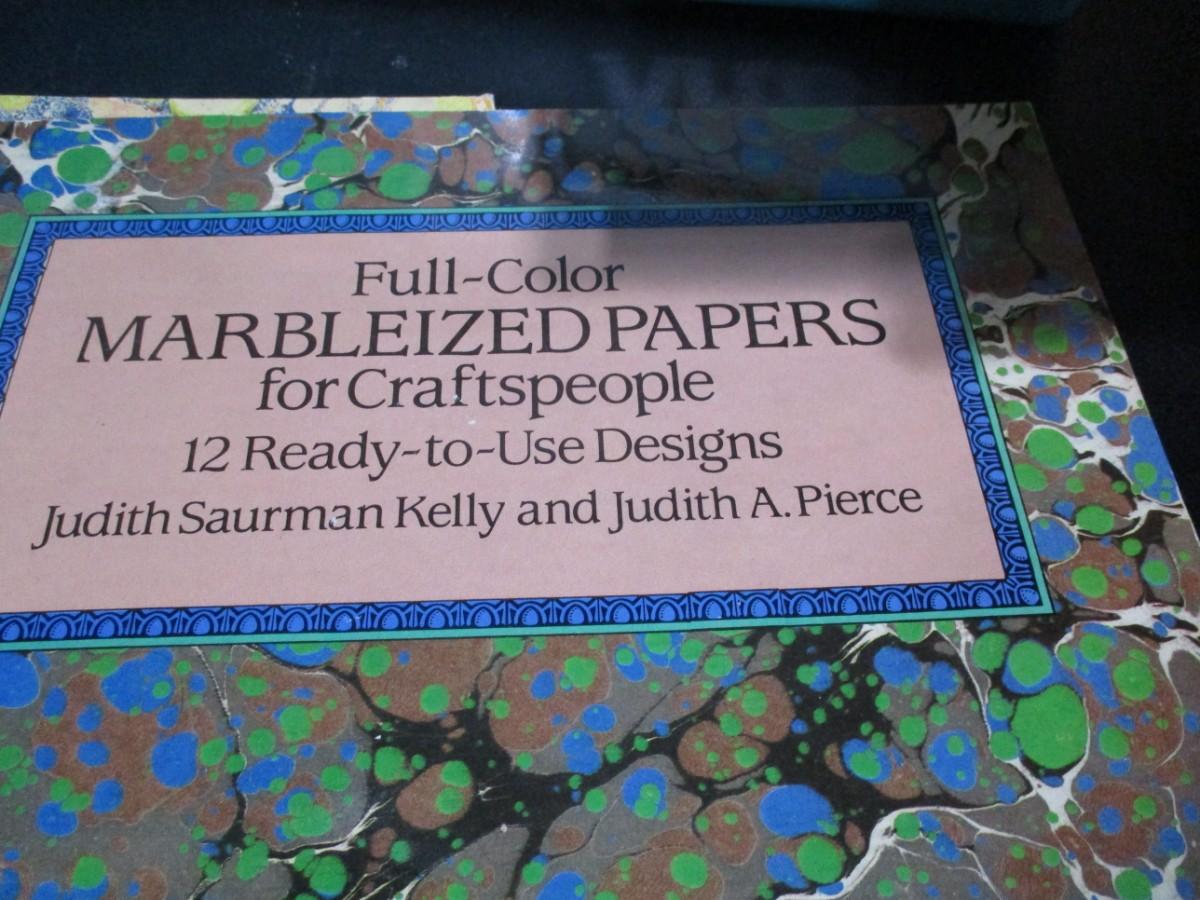 Full-Color
MARBLEIZED PAPERS
for Craftspeople
12 Ready-to-Use Designs
Judith Saurman Kelly and Judith A. Pierce